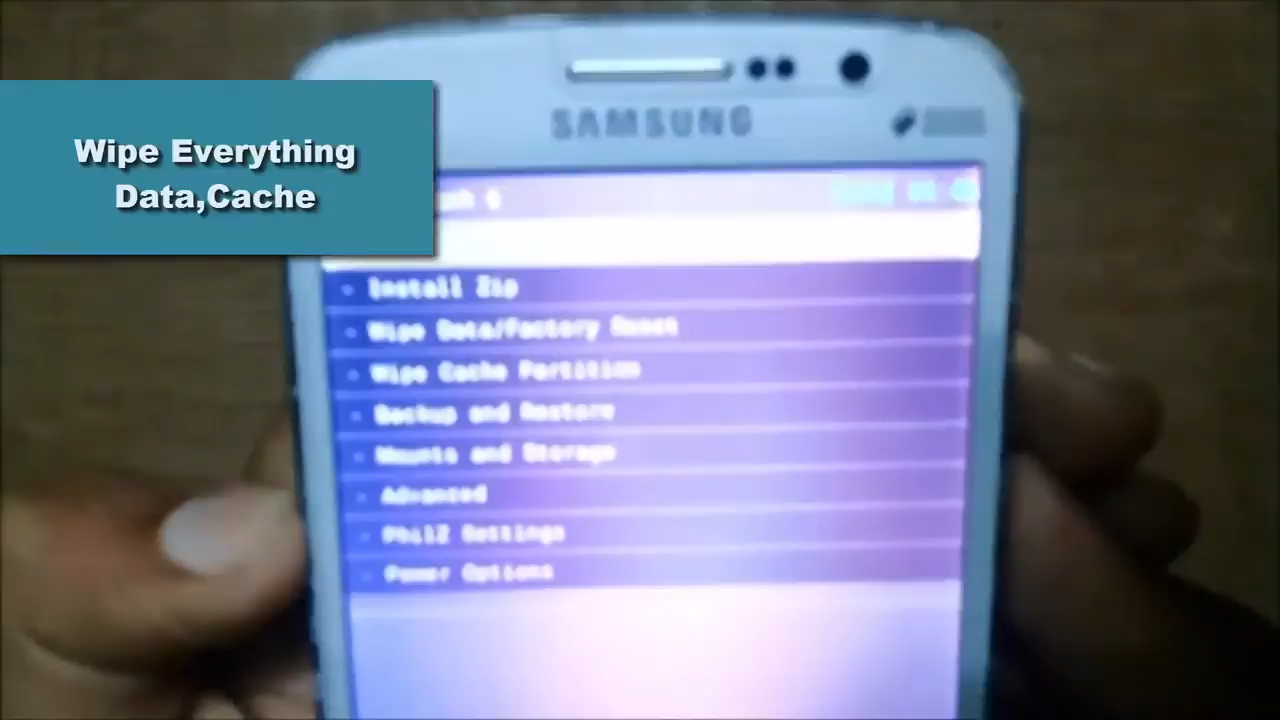 Wipe Everything
Data,Cache
SAMSUNG
- Install Zip
- Wipe Data/Factory Reset
- Wipe Cache Partition
- Backup and Restore
- Mounts and Storage
- Advanced
- PhilZ Settings
- Power Options